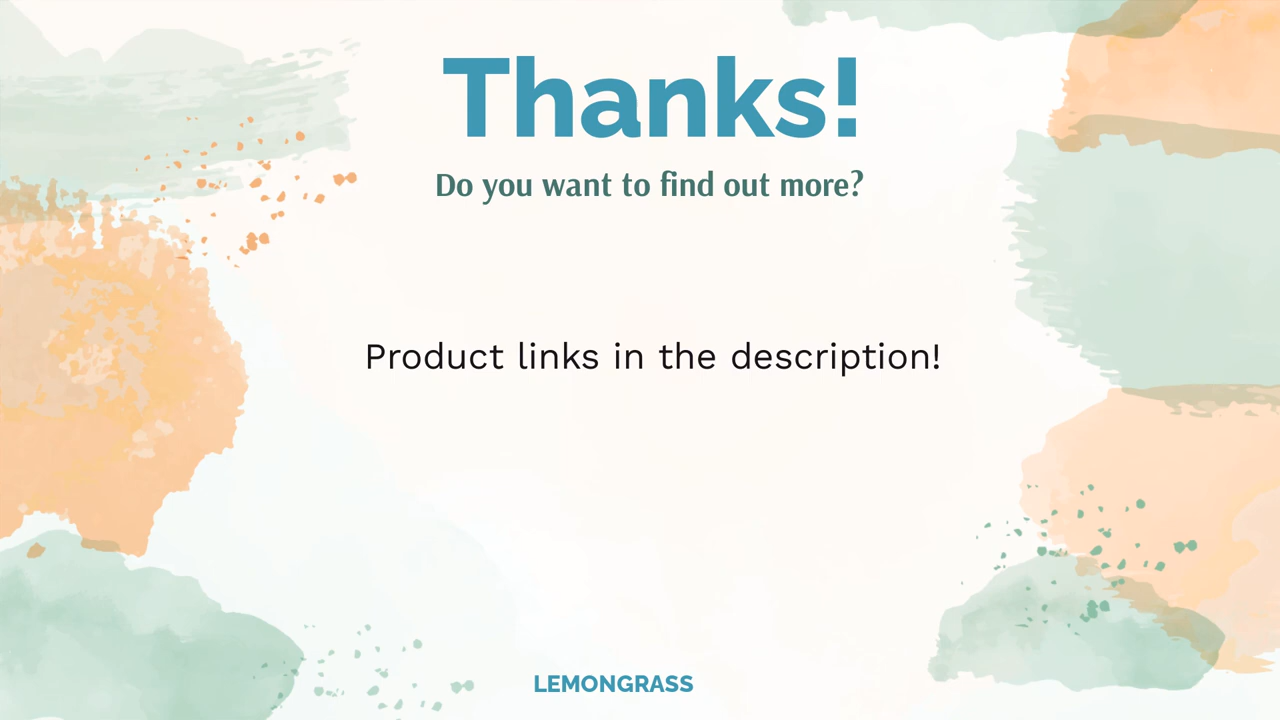 Thanks!
Do you want to find out more?
Product links in the description!
LEMONGRASS